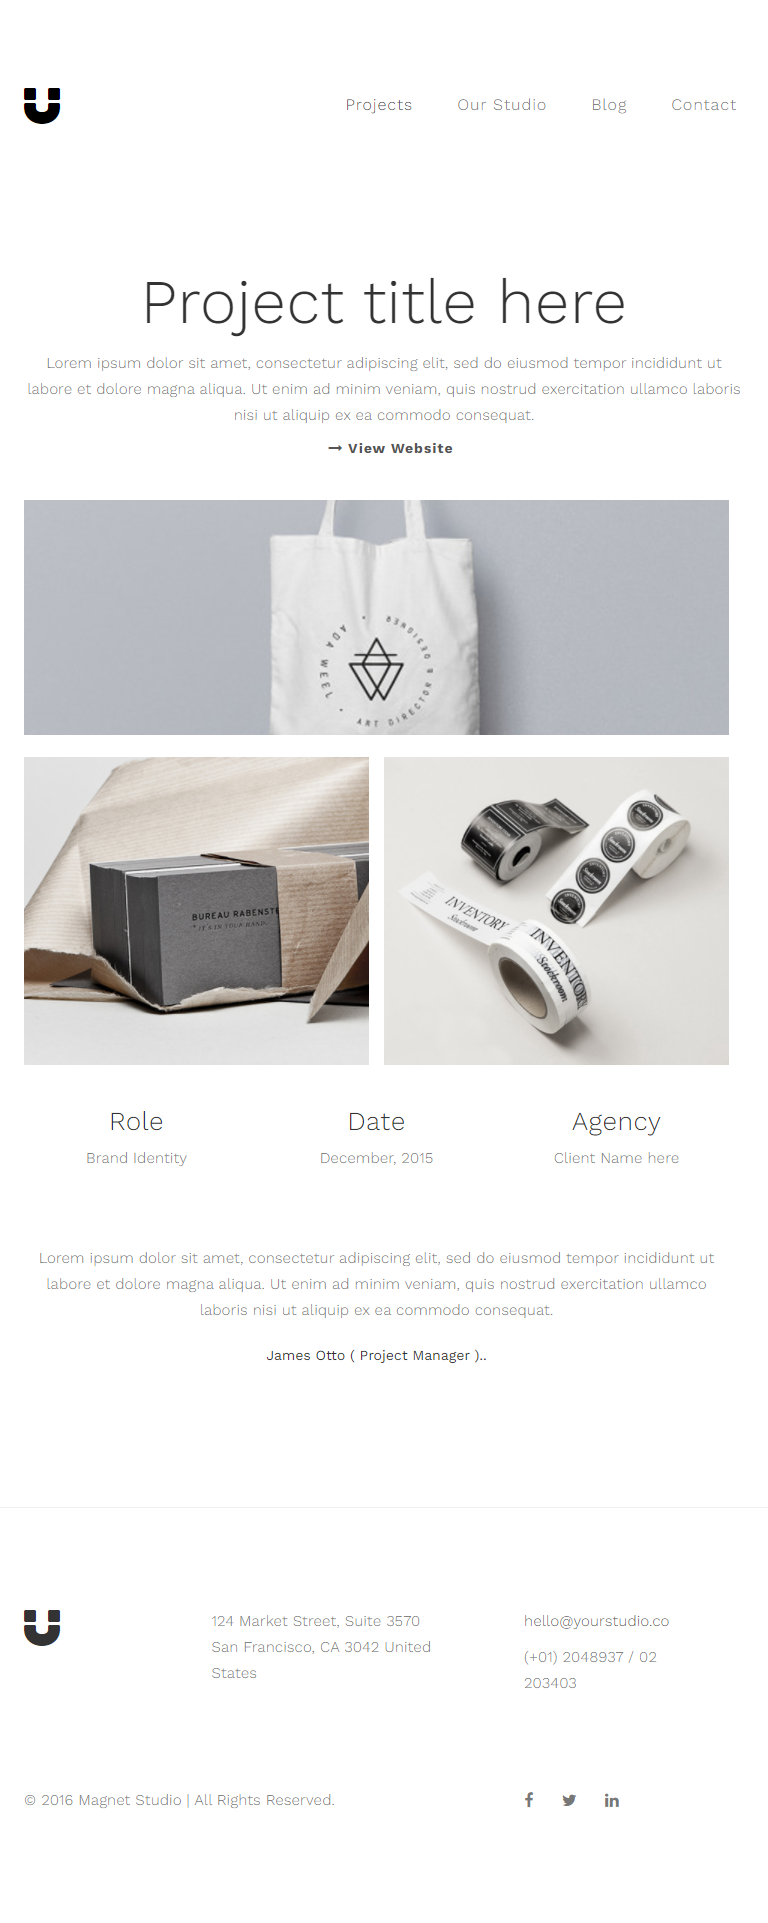 Projects Our Studio Blog Contact
Project title here
Lorem ipsum dolor sit amet, consectetur adipiscing elit, sed do eiusmod tempor incididunt ut
labore et dolore magna aliqua. Ut enim ad minim veniam, quis nostrud exercitation ullamco laboris
nisi ut aliquip ex ea commodo consequat.
→ View Website
ADA WEEL • ART DIRECTOR & DESIGNER •
BUREAU RABENSTE
INVENTORY
Stockroom
INVENTORY
Stockroom
Role Date Agency
Brand Identity December, 2015 Client Name here
Lorem ipsum dolor sit amet, consectetur adipiscing elit, sed do eiusmod tempor incididunt ut
labore et dolore magna aliqua. Ut enim ad minim veniam, quis nostrud exercitation ullamco
laboris nisi ut aliquip ex ea commodo consequat.
James Otto ( Project Manager )..
124 Market Street, Suite 3570
San Francisco, CA 3042 United
States
hello@yourstudio.co
(+01) 2048937 / 02
203403
© 2016 Magnet Studio | All Rights Reserved.